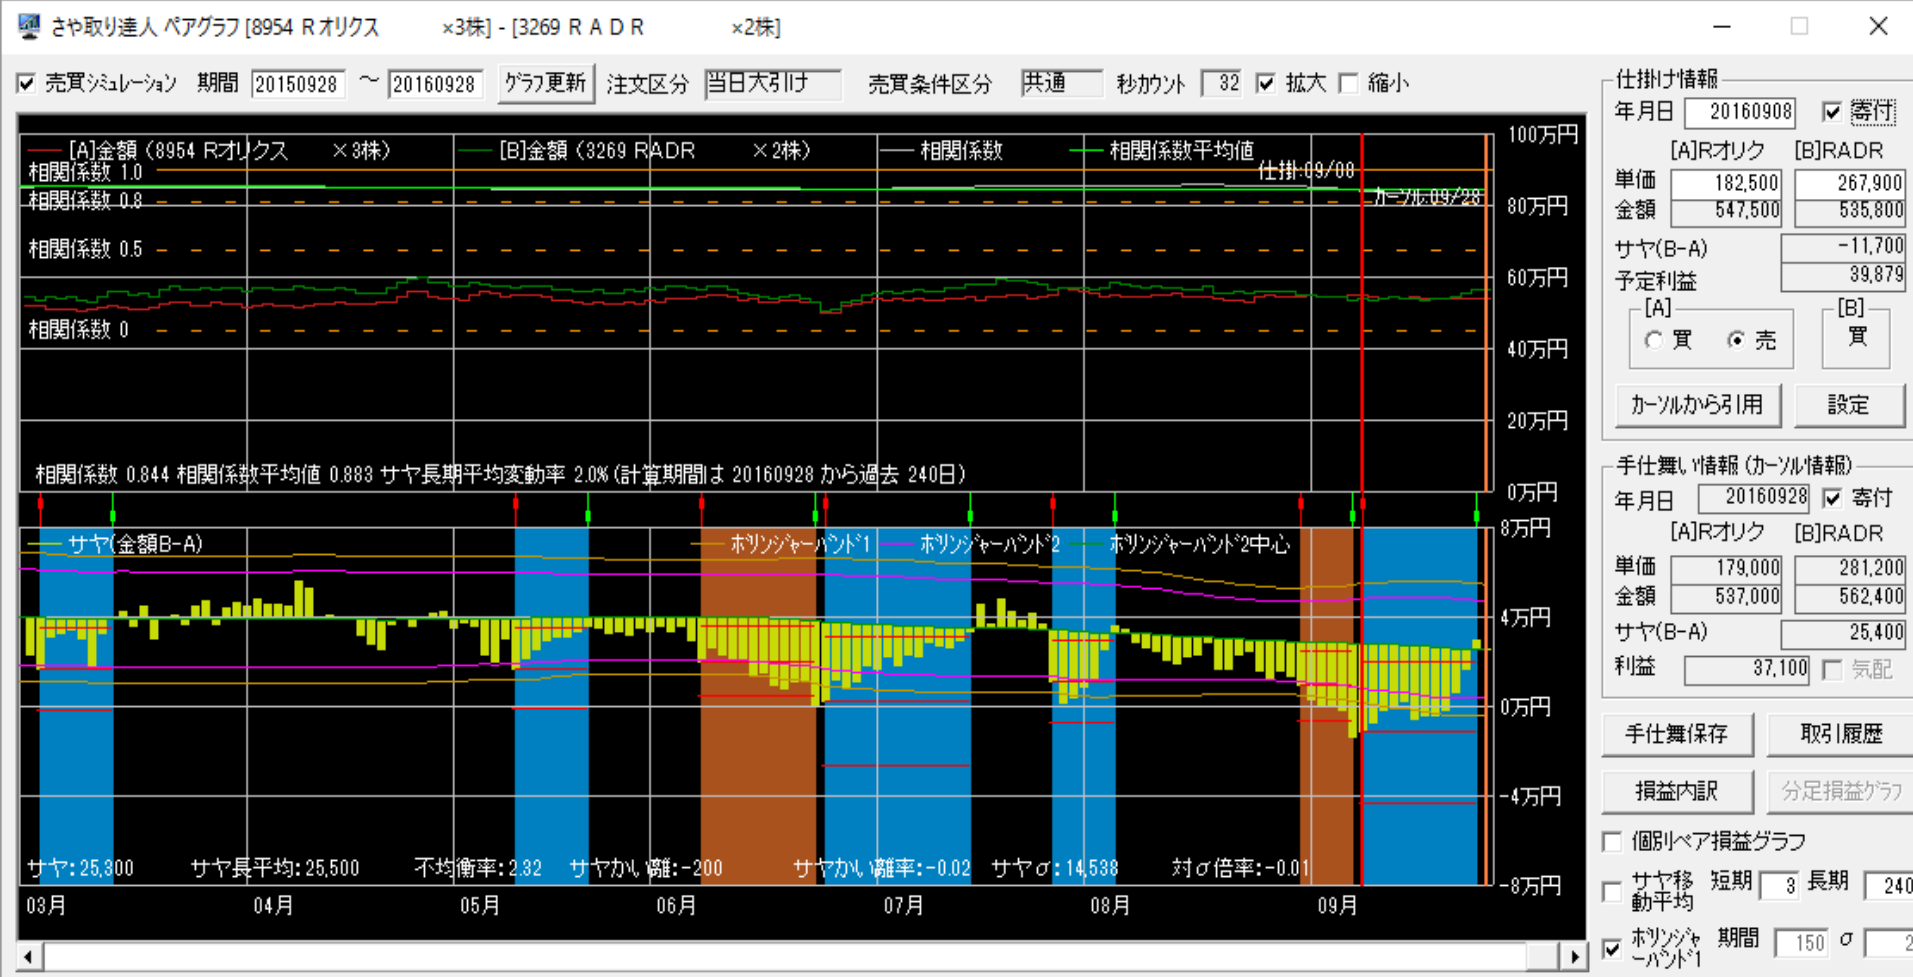 さや取り達人 ペアグラフ [8954 Rオリクス ×3株] - [3269 R A D R ×2株]
売買ｼﾐｭﾚｰｼｮﾝ 期間 20150928 ～ 20160928 ｸﾞﾗﾌ更新 注文区分 当日大引け 売買条件区分 共通 秒ｶｳﾝﾄ 32 拡大 縮小
[A]金額 (8954 Rｵﾘクス ×3株) [B]金額 (3269 RADR ×2株) 相関係数 相関係数平均値
100万円
相関係数 1.0
仕掛:09/08
相関係数 0.8
ｶｰｿﾙ:09/28
80万円
相関係数 0.5
60万円
相関係数 0
40万円
20万円
相関係数 0.844 相関係数平均値 0.883 サヤ長期平均変動率 2.0% (計算期間は 20160928 から過去 240日)
0万円
8万円
サヤ(金額B-A) ﾎﾞﾘﾝｼﾞｬｰﾊﾞﾝﾄﾞ1 ﾎﾞﾘﾝｼﾞｬｰﾊﾞﾝﾄﾞ2 ﾎﾞﾘﾝｼﾞｬｰﾊﾞﾝﾄﾞ2中心
4万円
0万円
-4万円
サヤ:25,300 サヤ長平均:25,500 不均衡率:2.32 サヤかい離:-200 サヤかい離率:-0.02 サヤσ:14,538 対σ倍率:-0.01
-8万円
03月 04月 05月 06月 07月 08月 09月
仕掛け情報
年月日 20160908 寄付
[A]Rオリク [B]RADR
単価 182,500 267,900
金額 547,500 535,800
サヤ(B-A) -11,700
予定利益 39,879
[A] [B]
買 売 買
ｶｰｿﾙから引用 設定
手仕舞い情報 (ｶｰｿﾙ情報)
年月日 20160928 寄付
[A]Rオリク [B]RADR
単価 179,000 281,200
金額 537,000 562,400
サヤ(B-A) 25,400
利益 37,100 気配
手仕舞保存 取引履歴
損益内訳 分足損益ｸﾞﾗﾌ
個別ペア損益グラフ
サヤ移動平均 短期 3 長期 240
ﾎﾞﾘﾝｼﾞｬｰﾊﾞﾝﾄﾞ1 期間 150 σ 2